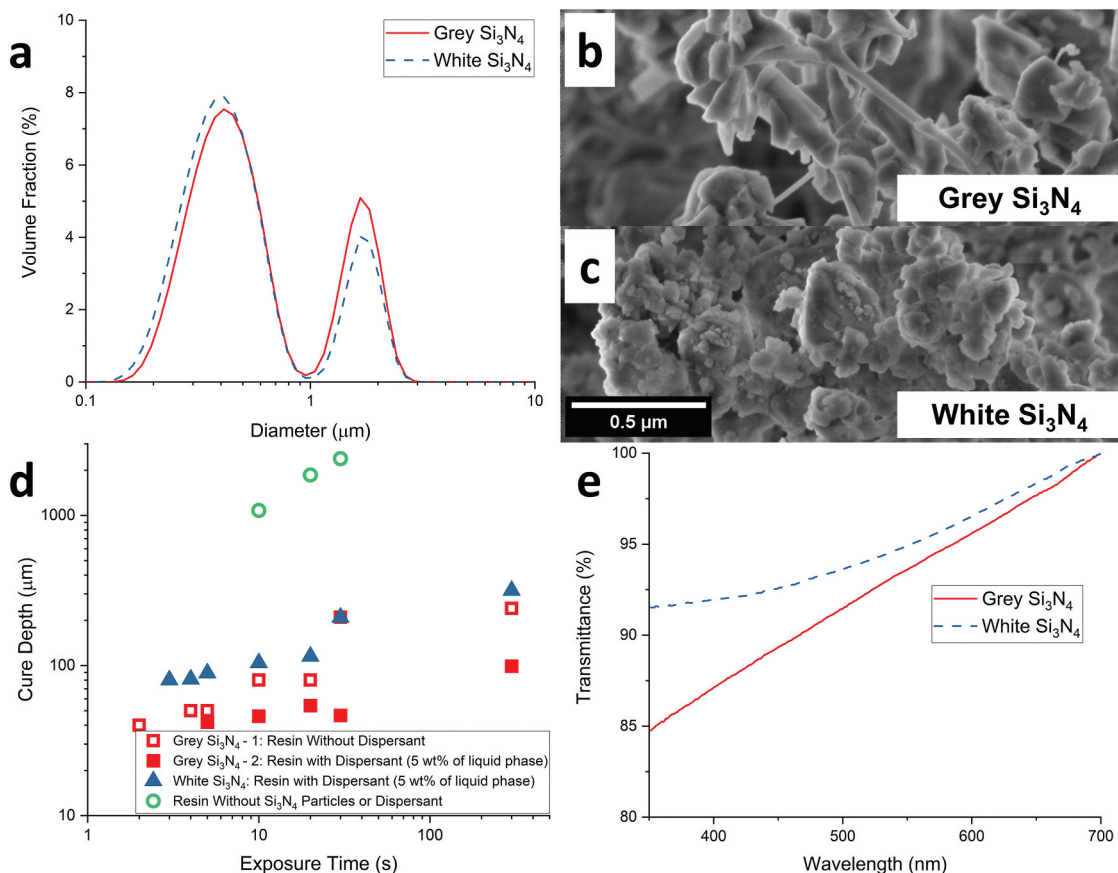 a
10
8
6
4
2
0
0.1
1
10
Volume Fraction (%)
Diameter (μm)
Grey Si₃N₄
White Si₃N₄
b
Grey Si₃N₄
c
0.5 μm
White Si₃N₄
d
1000
100
10
1
10
100
Cure Depth (μm)
Exposure Time (s)
Grey Si₃N₄ - 1: Resin Without Dispersant
Grey Si₃N₄ - 2: Resin with Dispersant (5 wt% of liquid phase)
White Si₃N₄: Resin with Dispersant (5 wt% of liquid phase)
Resin Without Si₃N₄ Particles or Dispersant
e
100
95
90
85
80
400
500
600
700
Transmittance (%)
Wavelength (nm)
Grey Si₃N₄
White Si₃N₄